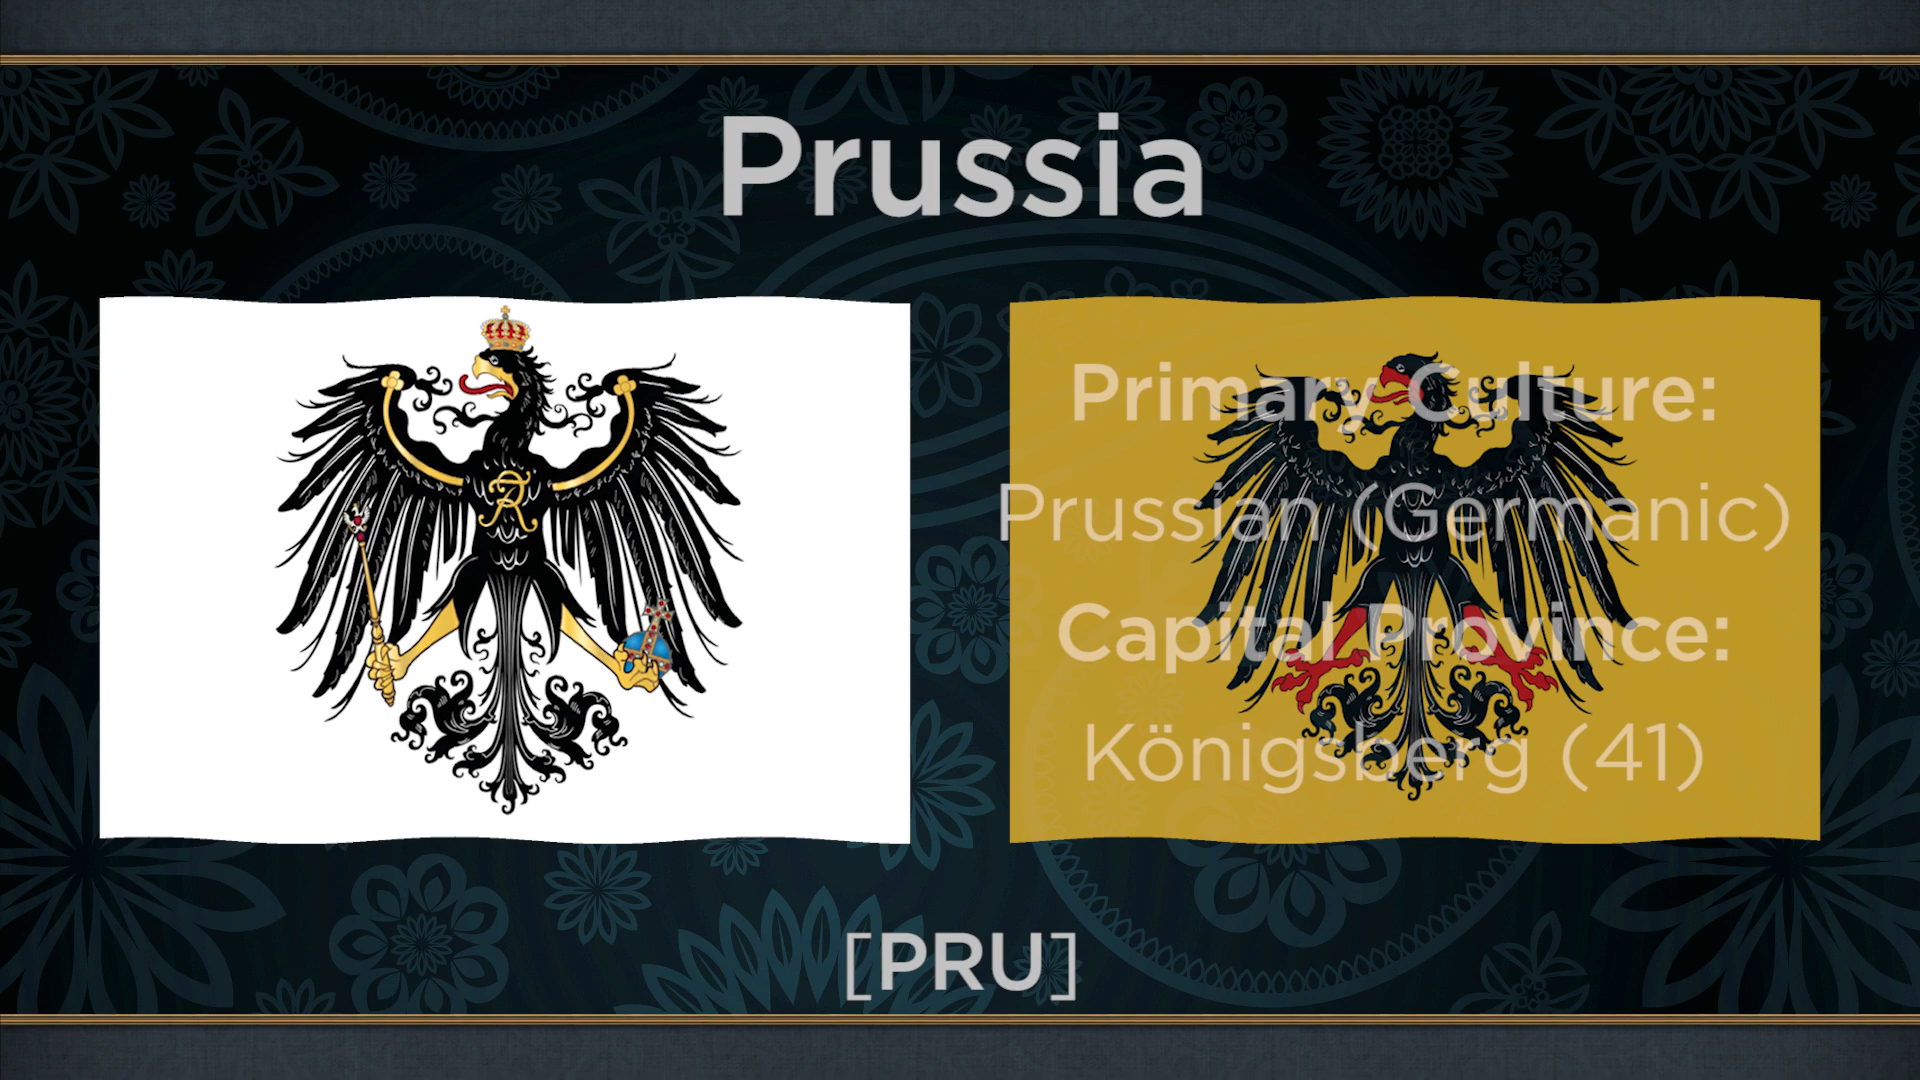 Prussia
Primary Culture:
Prussian (Germanic)
Capital Province:
Königsberg (41)
[PRU]